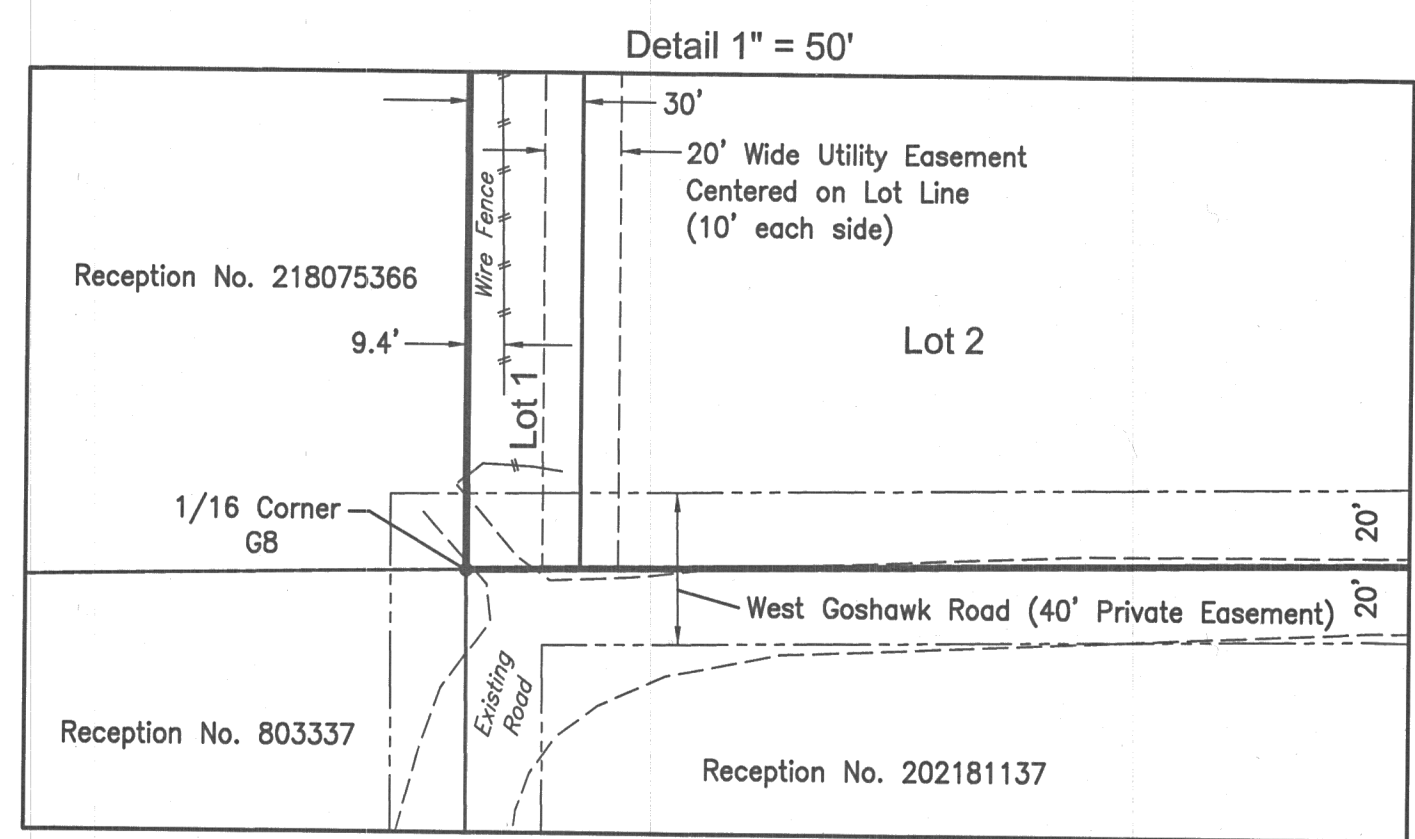 Detail 1" = 50'
30'
20' Wide Utility Easement
Centered on Lot Line
(10' each side)
Wire Fence
Reception No. 218075366
9.4'
Lot 2
Lot 1
1/16 Corner
G8
20'
West Goshawk Road (40' Private Easement)
20'
Existing
Road
Reception No. 803337
Reception No. 202181137